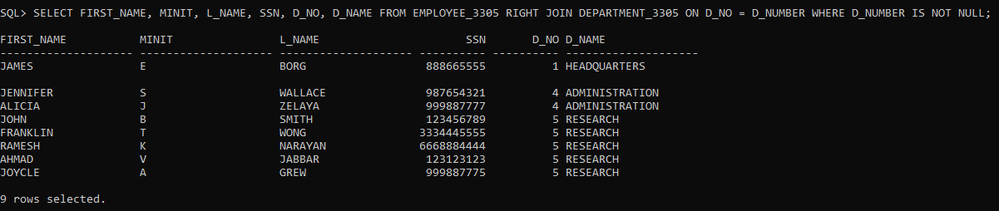 SQL> SELECT FIRST_NAME, MINIT, L_NAME, SSN, D_NO, D_NAME FROM EMPLOYEE_3305 RIGHT JOIN DEPARTMENT_3305 ON D_NO = D_NUMBER WHERE D_NUMBER IS NOT NULL;
FIRST_NAME MINIT L_NAME SSN D_NO D_NAME
-------------------- -------------------- -------------------- ---------- ---------- --------------------
JAMES E BORG 888665555 1 HEADQUARTERS
JENNIFER S WALLACE 987654321 4 ADMINISTRATION
ALICIA J ZELAYA 999887777 4 ADMINISTRATION
JOHN B SMITH 123456789 5 RESEARCH
FRANKLIN T WONG 3334445555 5 RESEARCH
RAMESH K NARAYAN 6668884444 5 RESEARCH
AHMAD V JABBAR 123123123 5 RESEARCH
JOYCLE A GREW 999887775 5 RESEARCH
9 rows selected.